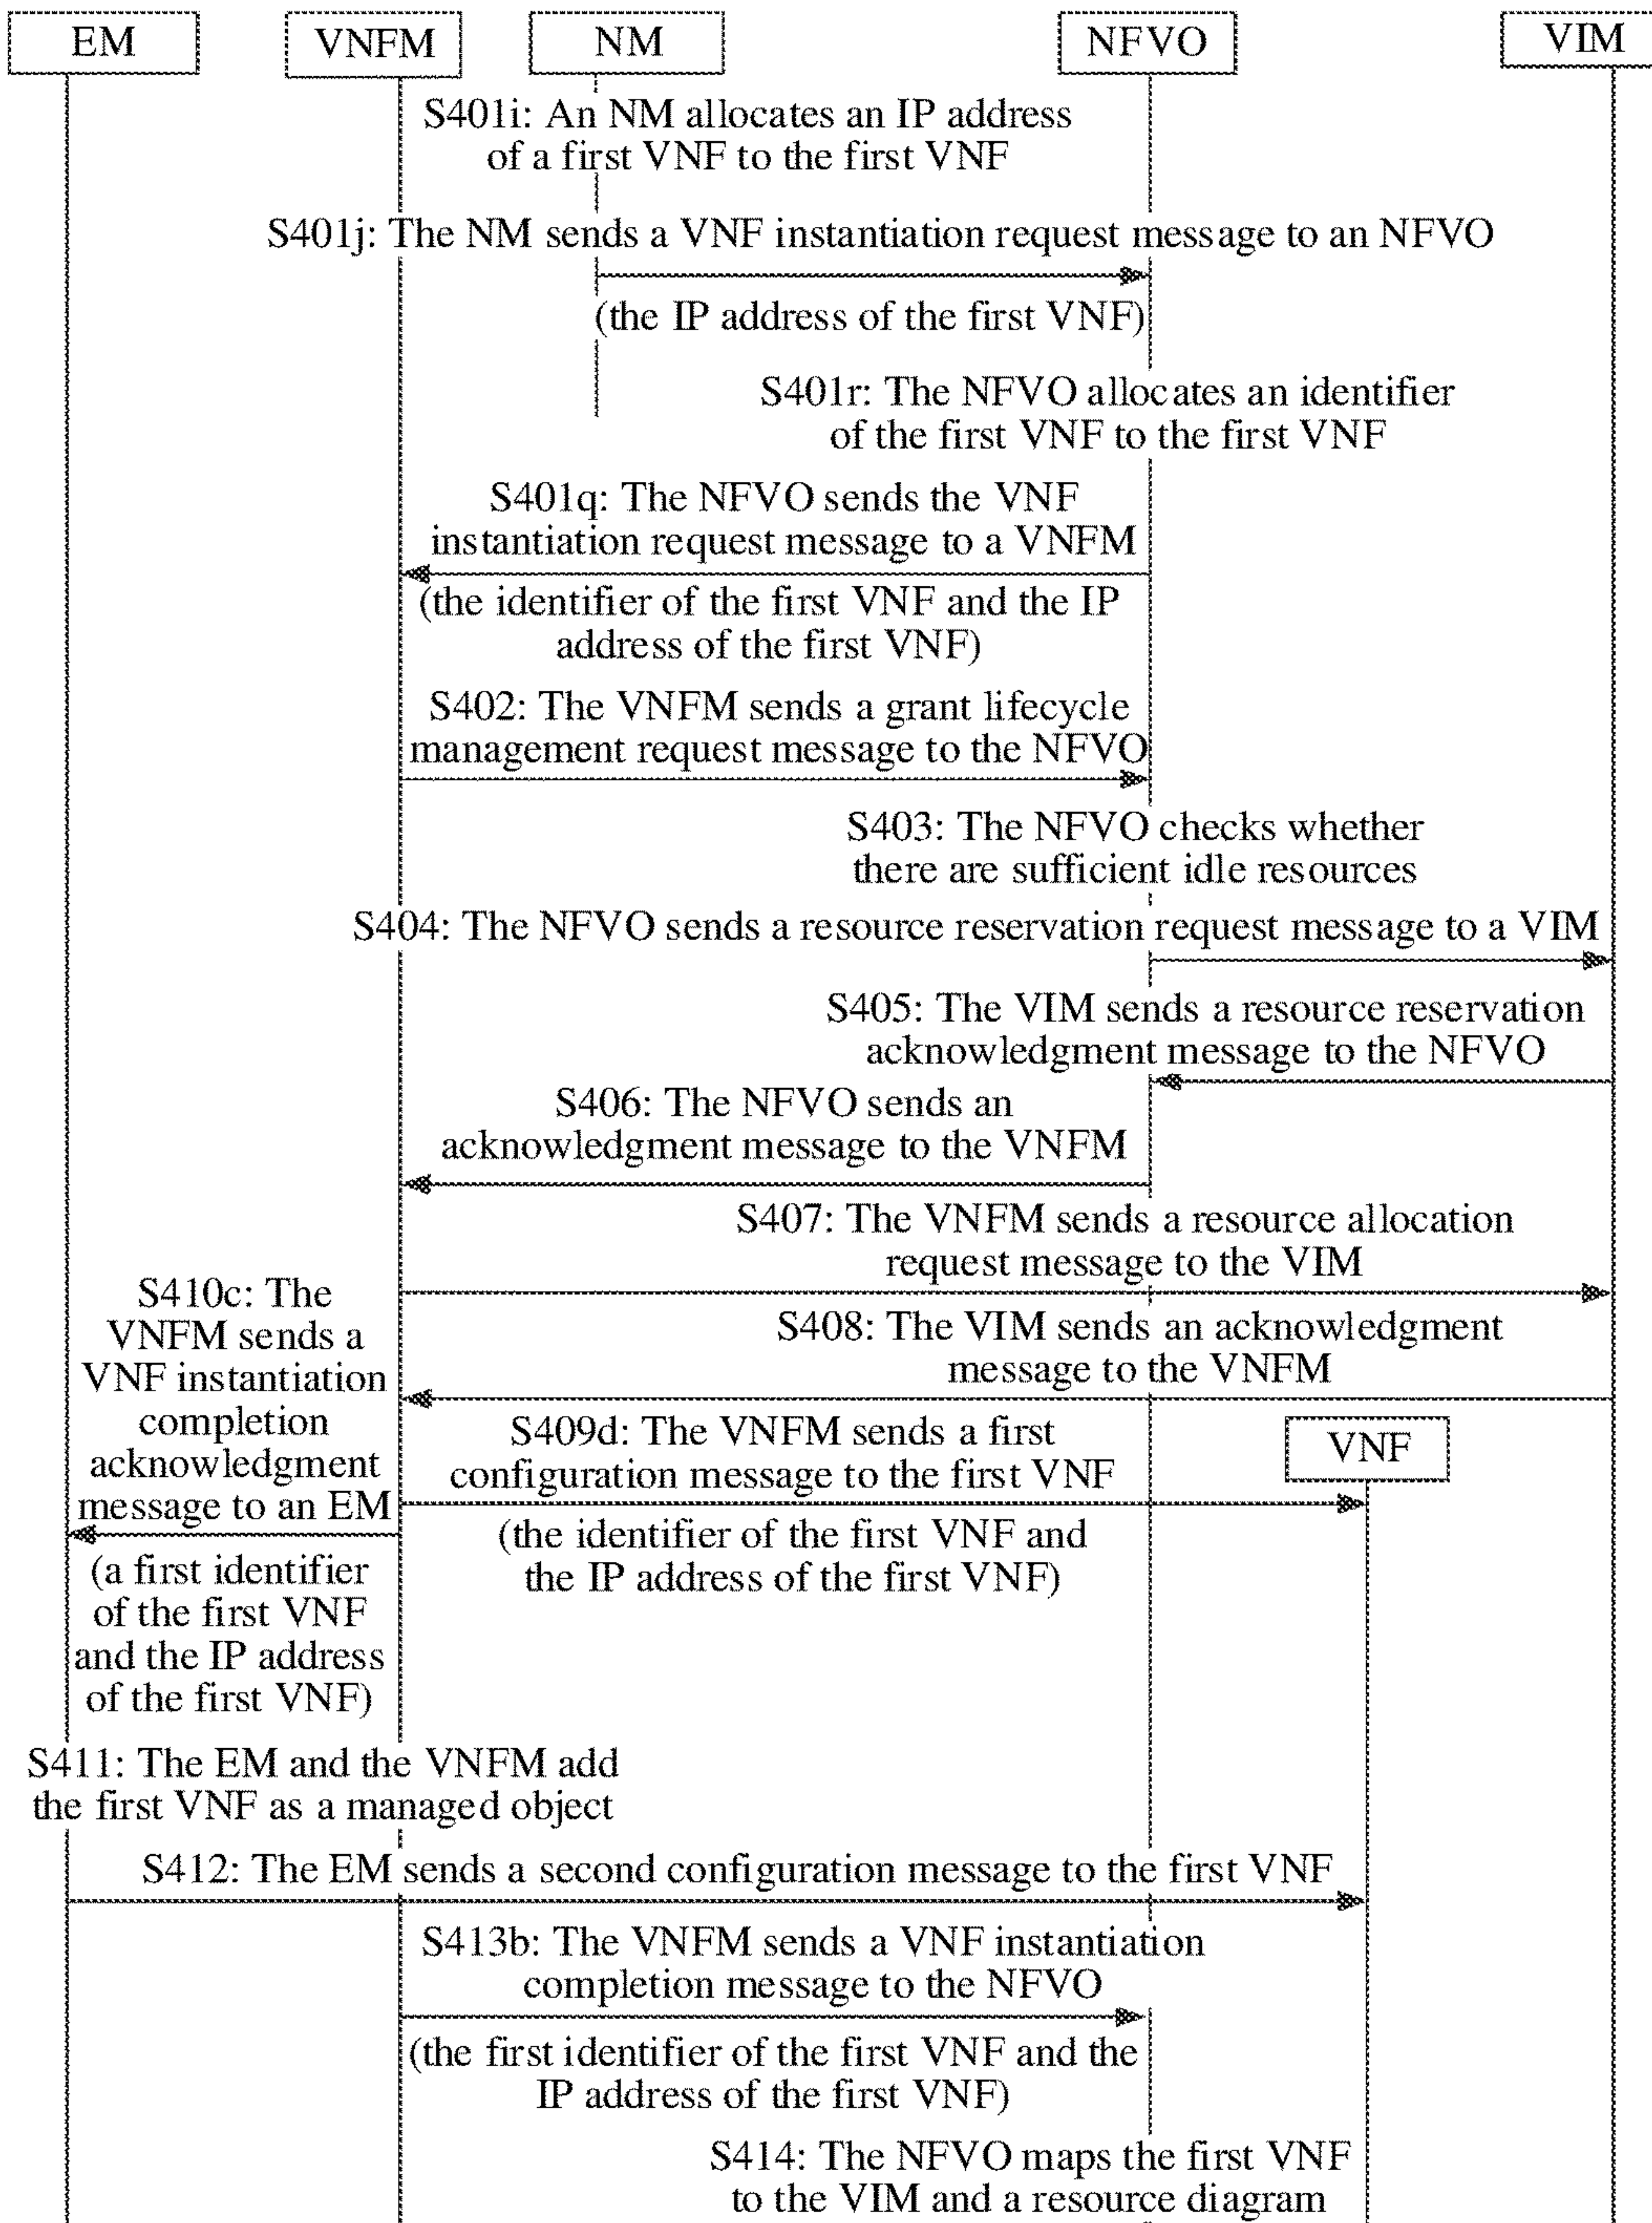 EM
VNFM
NM
NFVO
VIM
S401i: An NM allocates an IP address
of a first VNF to the first VNF
S401j: The NM sends a VNF instantiation request message to an NFVO
(the IP address of the first VNF)
S401r: The NFVO allocates an identifier
of the first VNF to the first VNF
S401q: The NFVO sends the VNF
instantiation request message to a VNFM
(the identifier of the first VNF and the IP
address of the first VNF)
S402: The VNFM sends a grant lifecycle
management request message to the NFVO
S403: The NFVO checks whether
there are sufficient idle resources
S404: The NFVO sends a resource reservation request message to a VIM
S405: The VIM sends a resource reservation
acknowledgment message to the NFVO
S406: The NFVO sends an
acknowledgment message to the VNFM
S407: The VNFM sends a resource allocation
request message to the VIM
S408: The VIM sends an acknowledgment
message to the VNFM
S410c: The
VNFM sends a
VNF instantiation
completion
acknowledgment
message to an EM
(a first identifier
of the first VNF
and the IP address
of the first VNF)
S409d: The VNFM sends a first
configuration message to the first VNF
(the identifier of the first VNF and
the IP address of the first VNF)
VNF
S411: The EM and the VNFM add
the first VNF as a managed object
S412: The EM sends a second configuration message to the first VNF
S413b: The VNFM sends a VNF instantiation
completion message to the NFVO
(the first identifier of the first VNF and the
IP address of the first VNF)
S414: The NFVO maps the first VNF
to the VIM and a resource diagram